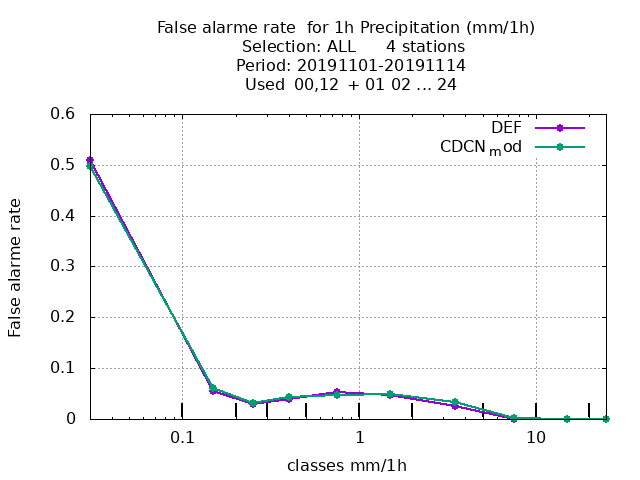 False alarme rate  for 1h Precipitation (mm/1h)
Selection: ALL      4 stations
Period: 20191101-20191114
Used  00,12  + 01 02 ... 24
0.6
DEF
CDCNmod
0.5
0.4
0.3
0.2
0.1
0
False alarme rate
0.1
1
10
classes mm/1h